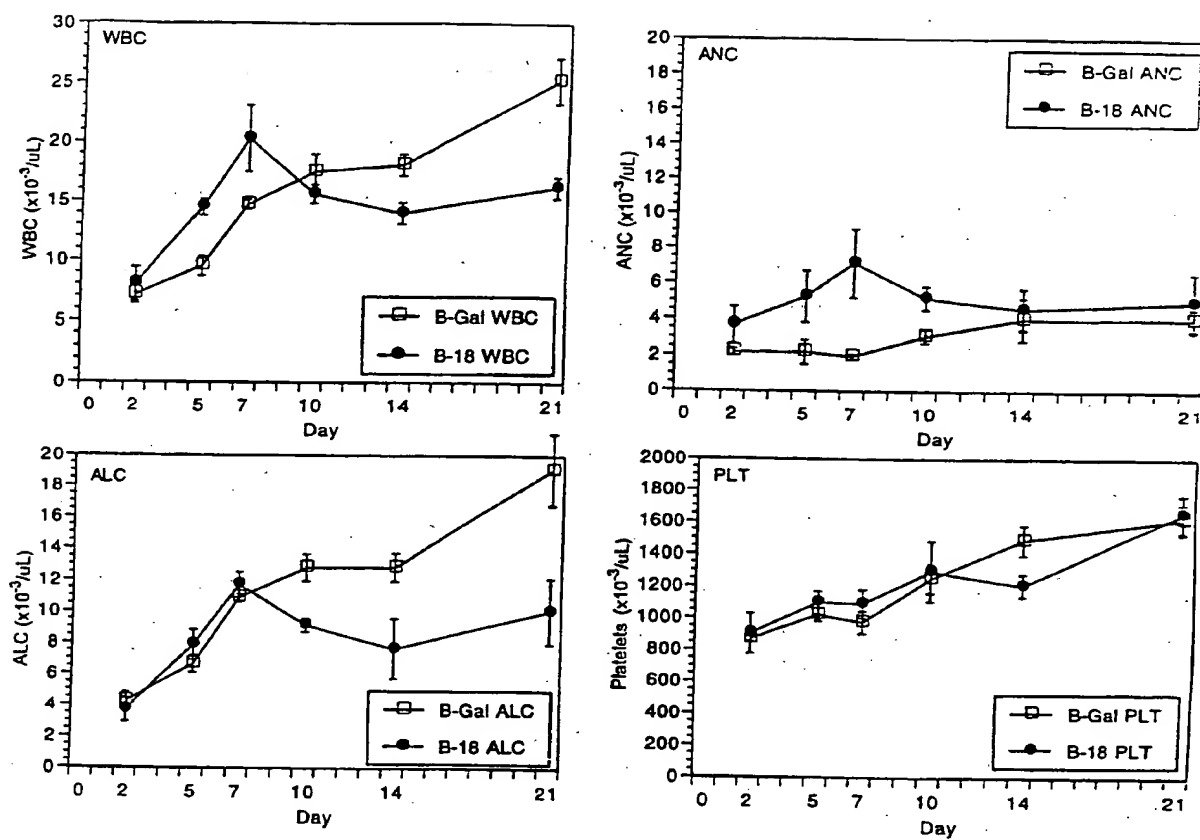 WBC
30
25
20
15
10
5
0
WBC (x10⁻³/uL)
B-Gal WBC
B-18 WBC
0 2 5 7 10 14 21
Day
ANC
20
18
16
14
12
10
8
6
4
2
0
ANC (x10⁻³/uL)
B-Gal ANC
B-18 ANC
0 2 5 7 10 14 21
Day
ALC
20
18
16
14
12
10
8
6
4
2
0
ALC (x10⁻³/uL)
B-Gal ALC
B-18 ALC
0 2 5 7 10 14 21
Day
PLT
2000
1800
1600
1400
1200
1000
800
600
400
200
0
Platelets (x10⁻³/uL)
B-Gal PLT
B-18 PLT
0 2 5 7 10 14 21
Day